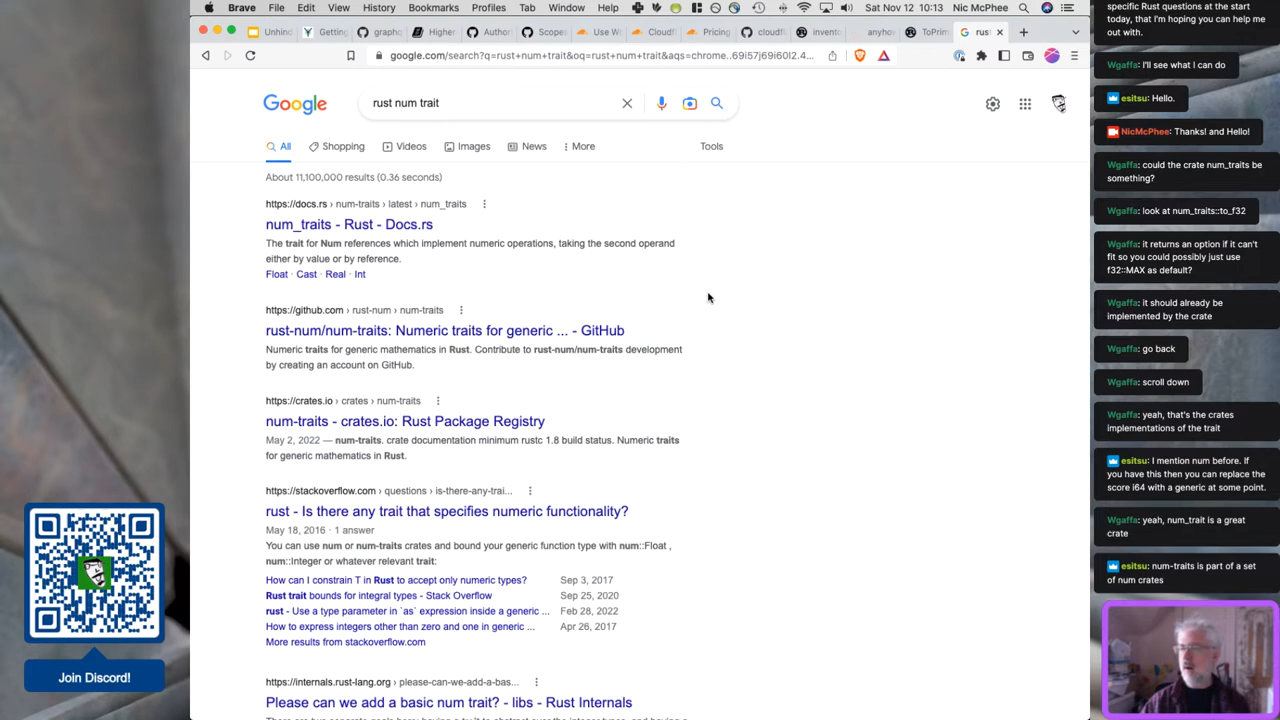 Brave File Edit View History Bookmarks Profiles Tab Window Help Sat Nov 12 10:13 NicMcPhee
Unhind Getting graphq Higher Author Scopes Use Wo Cloudfl Pricing cloudf invento anyhov ToPrim rust
google.com/search?q=rust+num+trait&oq=rust+num+trait&aqs=chrome..69i57j69i60l2.4...
Google
rust num trait
All Shopping Videos Images News More Tools
About 11,100,000 results (0.36 seconds)
https://docs.rs › num-traits › latest › num_traits
num_traits - Rust - Docs.rs
The trait for Num references which implement numeric operations, taking the second operand
either by value or by reference.
Float · Cast · Real · Int
https://github.com › rust-num › num-traits
rust-num/num-traits: Numeric traits for generic ... - GitHub
Numeric traits for generic mathematics in Rust. Contribute to rust-num/num-traits development
by creating an account on GitHub.
https://crates.io › crates › num-traits
num-traits - crates.io: Rust Package Registry
May 2, 2022 — num-traits. crate documentation minimum rustc 1.8 build status. Numeric traits
for generic mathematics in Rust.
https://stackoverflow.com › questions › is-there-any-trai...
rust - Is there any trait that specifies numeric functionality?
May 18, 2016 · 1 answer
You can use num or num-traits crates and bound your generic function type with num::Float ,
num::Integer or whatever relevant trait:
How can I constrain T in Rust to accept only numeric types? Sep 3, 2017
Rust trait bounds for integral types - Stack Overflow Sep 25, 2020
rust - Use a type parameter in `as` expression inside a generic ... Feb 28, 2022
How to express integers other than zero and one in generic ... Apr 26, 2017
More results from stackoverflow.com
https://internals.rust-lang.org › please-can-we-add-a-bas...
Please can we add a basic num trait? - libs - Rust Internals
Join Discord!
specific Rust questions at the start
today, that I'm hoping you can help me
out with.
Wgaffa: I'll see what I can do
esitsu: Hello.
NicMcPhee: Thanks! and Hello!
Wgaffa: could the crate num_traits be
something?
Wgaffa: look at num_traits::to_f32
Wgaffa: it returns an option if it can't
fit so you could possibly just use
f32::MAX as default?
Wgaffa: it should already be
implemented by the crate
Wgaffa: go back
Wgaffa: scroll down
Wgaffa: yeah, that's the crates
implementations of the trait
esitsu: I mention num before. If
you have this then you can replace the
score i64 with a generic at some point.
Wgaffa: yeah, num_trait is a great
crate
esitsu: num-traits is part of a set
of num crates